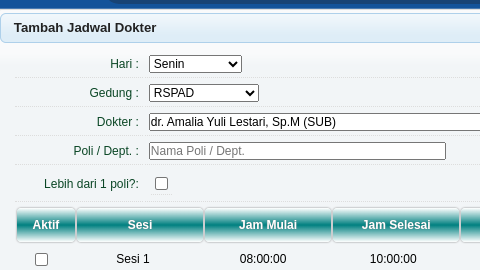 Tambah Jadwal Dokter
Hari : Senin
Gedung : RSPAD
Dokter : dr. Amalia Yuli Lestari, Sp.M (SUB)
Poli / Dept. : Nama Poli / Dept.
Lebih dari 1 poli?:
Aktif Sesi Jam Mulai Jam Selesai
Sesi 1 08:00:00 10:00:00